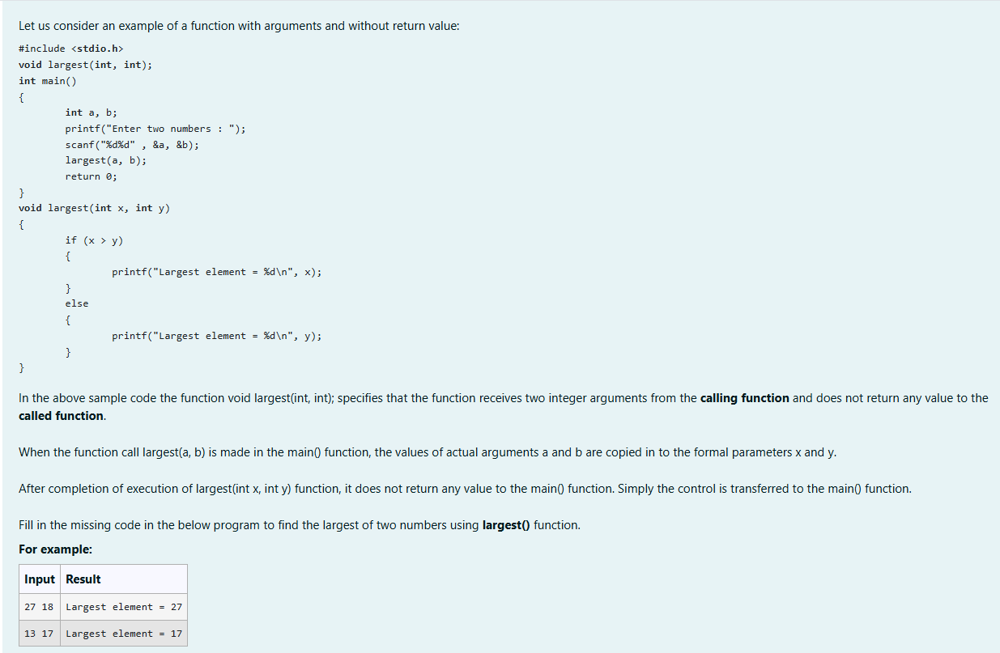 Let us consider an example of a function with arguments and without return value:
#include <stdio.h>
void largest(int, int);
int main()
{
int a, b;
printf("Enter two numbers : ");
scanf("%d%d" , &a, &b);
largest(a, b);
return 0;
}
void largest(int x, int y)
{
if (x > y)
{
printf("Largest element = %d\n", x);
}
else
{
printf("Largest element = %d\n", y);
}
}
In the above sample code the function void largest(int, int); specifies that the function receives two integer arguments from the calling function and does not return any value to the
called function.
When the function call largest(a, b) is made in the main() function, the values of actual arguments a and b are copied in to the formal parameters x and y.
After completion of execution of largest(int x, int y) function, it does not return any value to the main() function. Simply the control is transferred to the main() function.
Fill in the missing code in the below program to find the largest of two numbers using largest() function.
For example:
Input Result
27 18 Largest element = 27
13 17 Largest element = 17